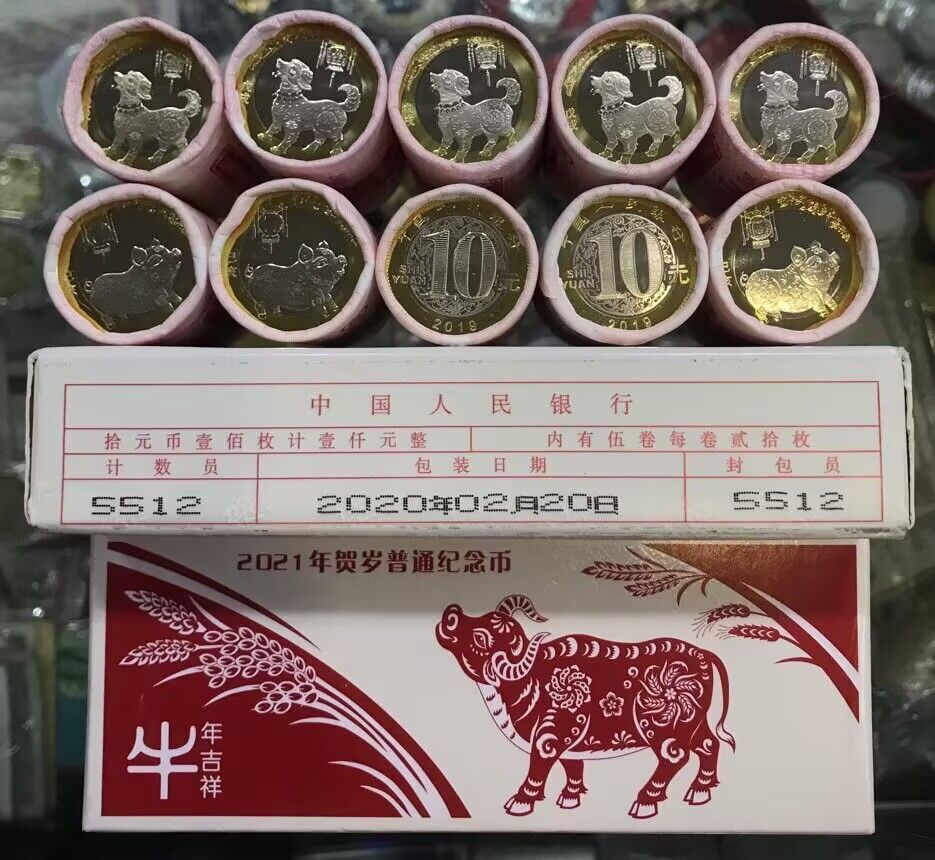 10
SHI
YUAN
元
2019
10
SHI
YUAN
元
2019
中国人民银行
拾元币壹佰枚计壹仟元整 内有伍卷每卷贰拾枚
计数员 包装日期 封包员
5512 2020年02月20日 5512
2021年贺岁普通纪念币
牛
年吉祥